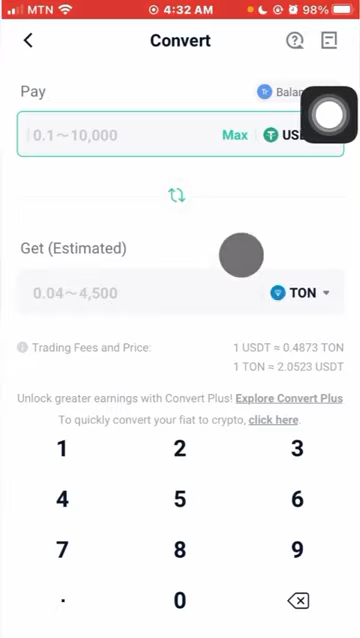 MTN 4:32 AM 98%
Convert
Pay
0.1～10,000 Max
Get (Estimated)
0.04～4,500 TON
Trading Fees and Price: 1 USDT ≈ 0.4873 TON
1 TON ≈ 2.0523 USDT
Unlock greater earnings with Convert Plus! Explore Convert Plus
To quickly convert your fiat to crypto, click here.
1 2 3
4 5 6
7 8 9
. 0